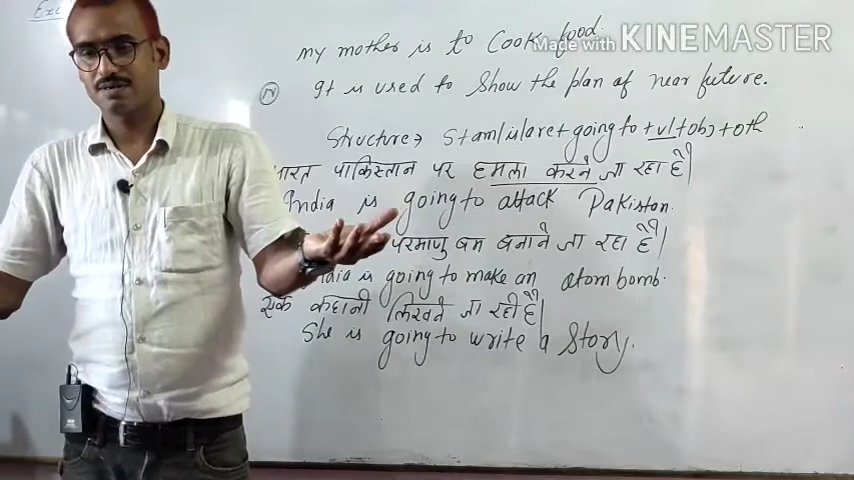 Exe
my mother is to Cook food.
Made with KINEMASTER
(IV) It is used to Show the plan of near future.
Structure → S+am/is/are+going to+v1+obj+oth
भारत पाकिस्तान पर हमला करने जा रहा है|
India is going to attack Pakistan.
परमाणु बम बनाने जा रहा है|
India is going to make an atom bomb.
एक कहानी लिखने जा रही है|
She is going to write a Story.